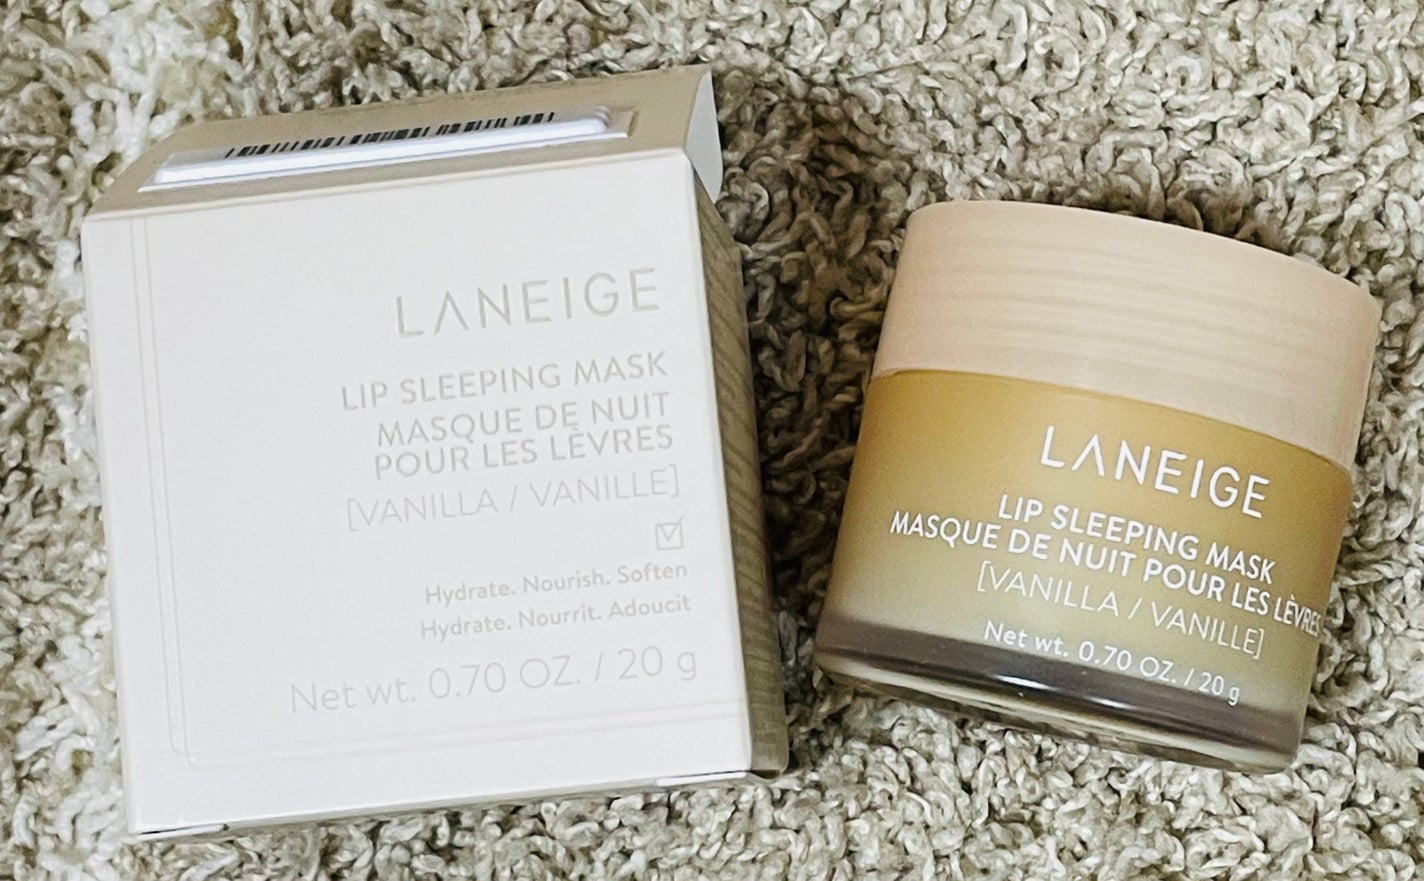 LANEIGE
LIP SLEEPING MASK
MASQUE DE NUIT
POUR LES LÈVRES
[VANILLA / VANILLE]
Hydrate. Nourish. Soften
Hydrate. Nourrit. Adoucit
Net wt. 0.70 OZ. / 20 g
LANEIGE
LIP SLEEPING MASK
MASQUE DE NUIT POUR LES LÈVRES
[VANILLA / VANILLE]
Net wt. 0.70 OZ. / 20 g